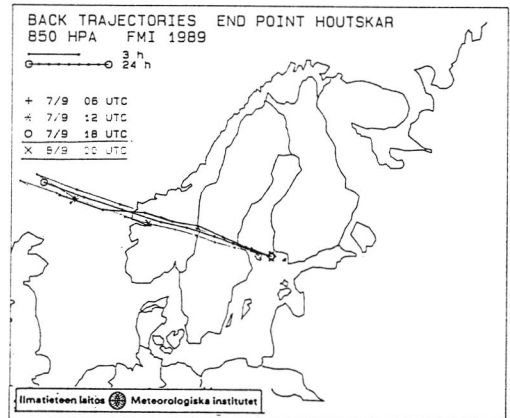 BACK TRAJECTORIES END POINT HOUTSKAR
850 HPA FMI 1989
3 h
24 h
+ 7/9 06 UTC
* 7/9 12 UTC
O 7/9 18 UTC
X 8/9 00 UTC
Ilmatieteen laitos Meteorologiska institutet